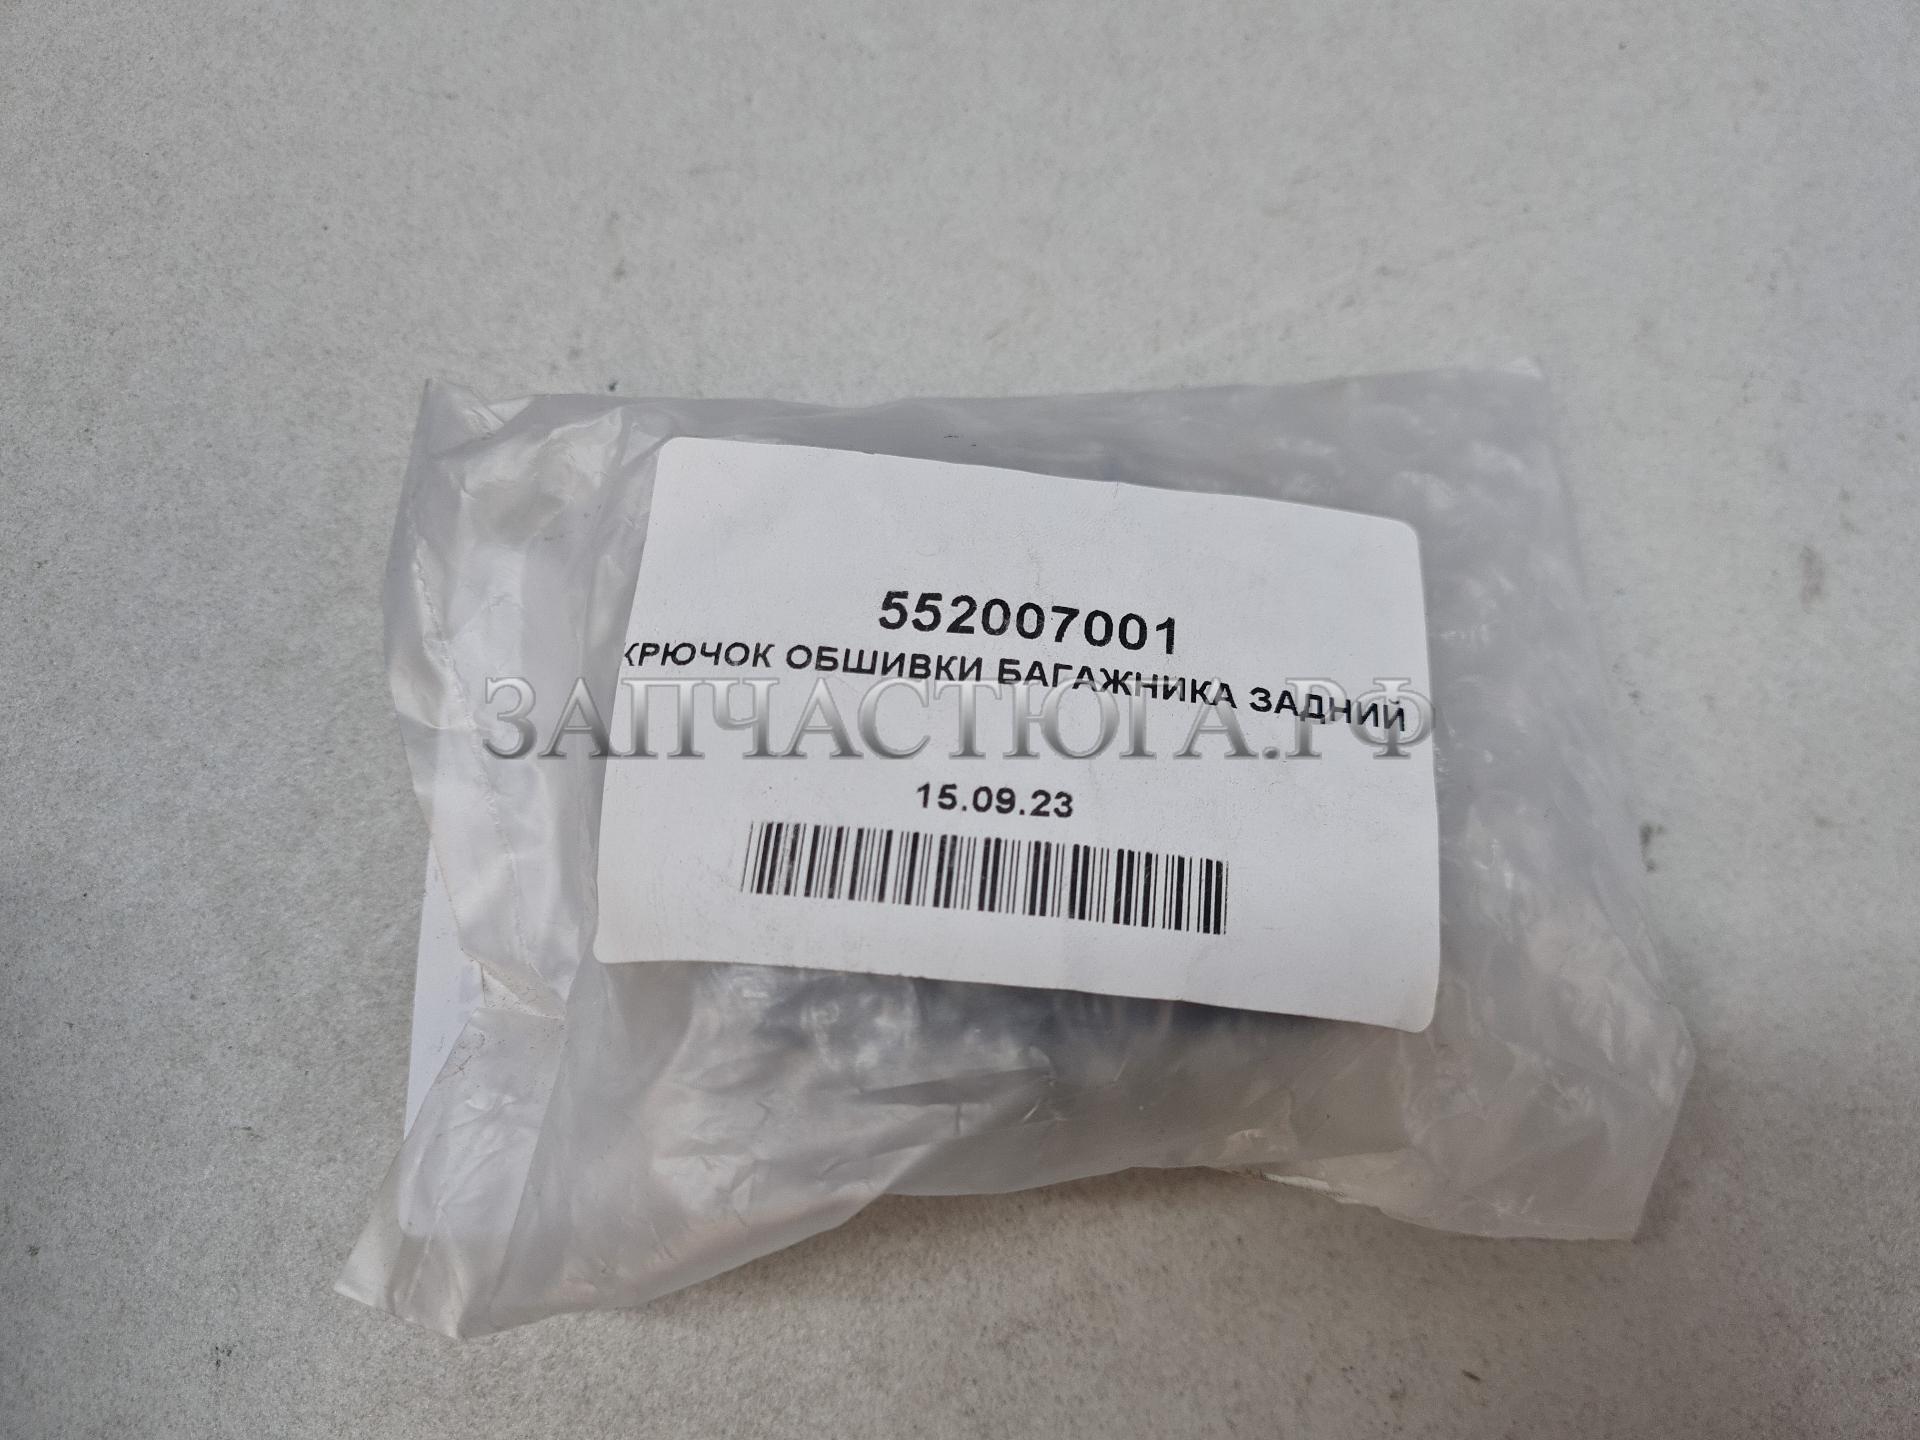 552007001
КРЮЧОК ОБШИВКИ БАГАЖНИКА ЗАДНИЙ
ЗАПЧАСТЮГА.РФ
15.09.23